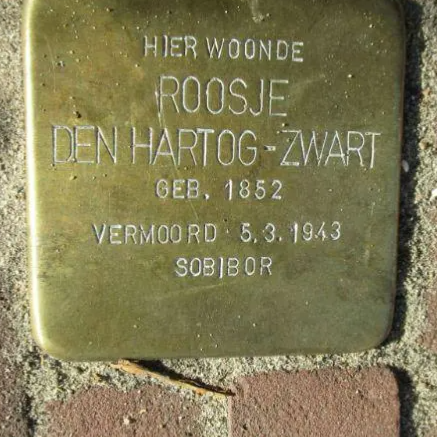 HIER WOONDE
ROOSJE
DEN HARTOG-ZWART
GEB. 1852
VERMOORD 5.3.1943
SOBIBOR